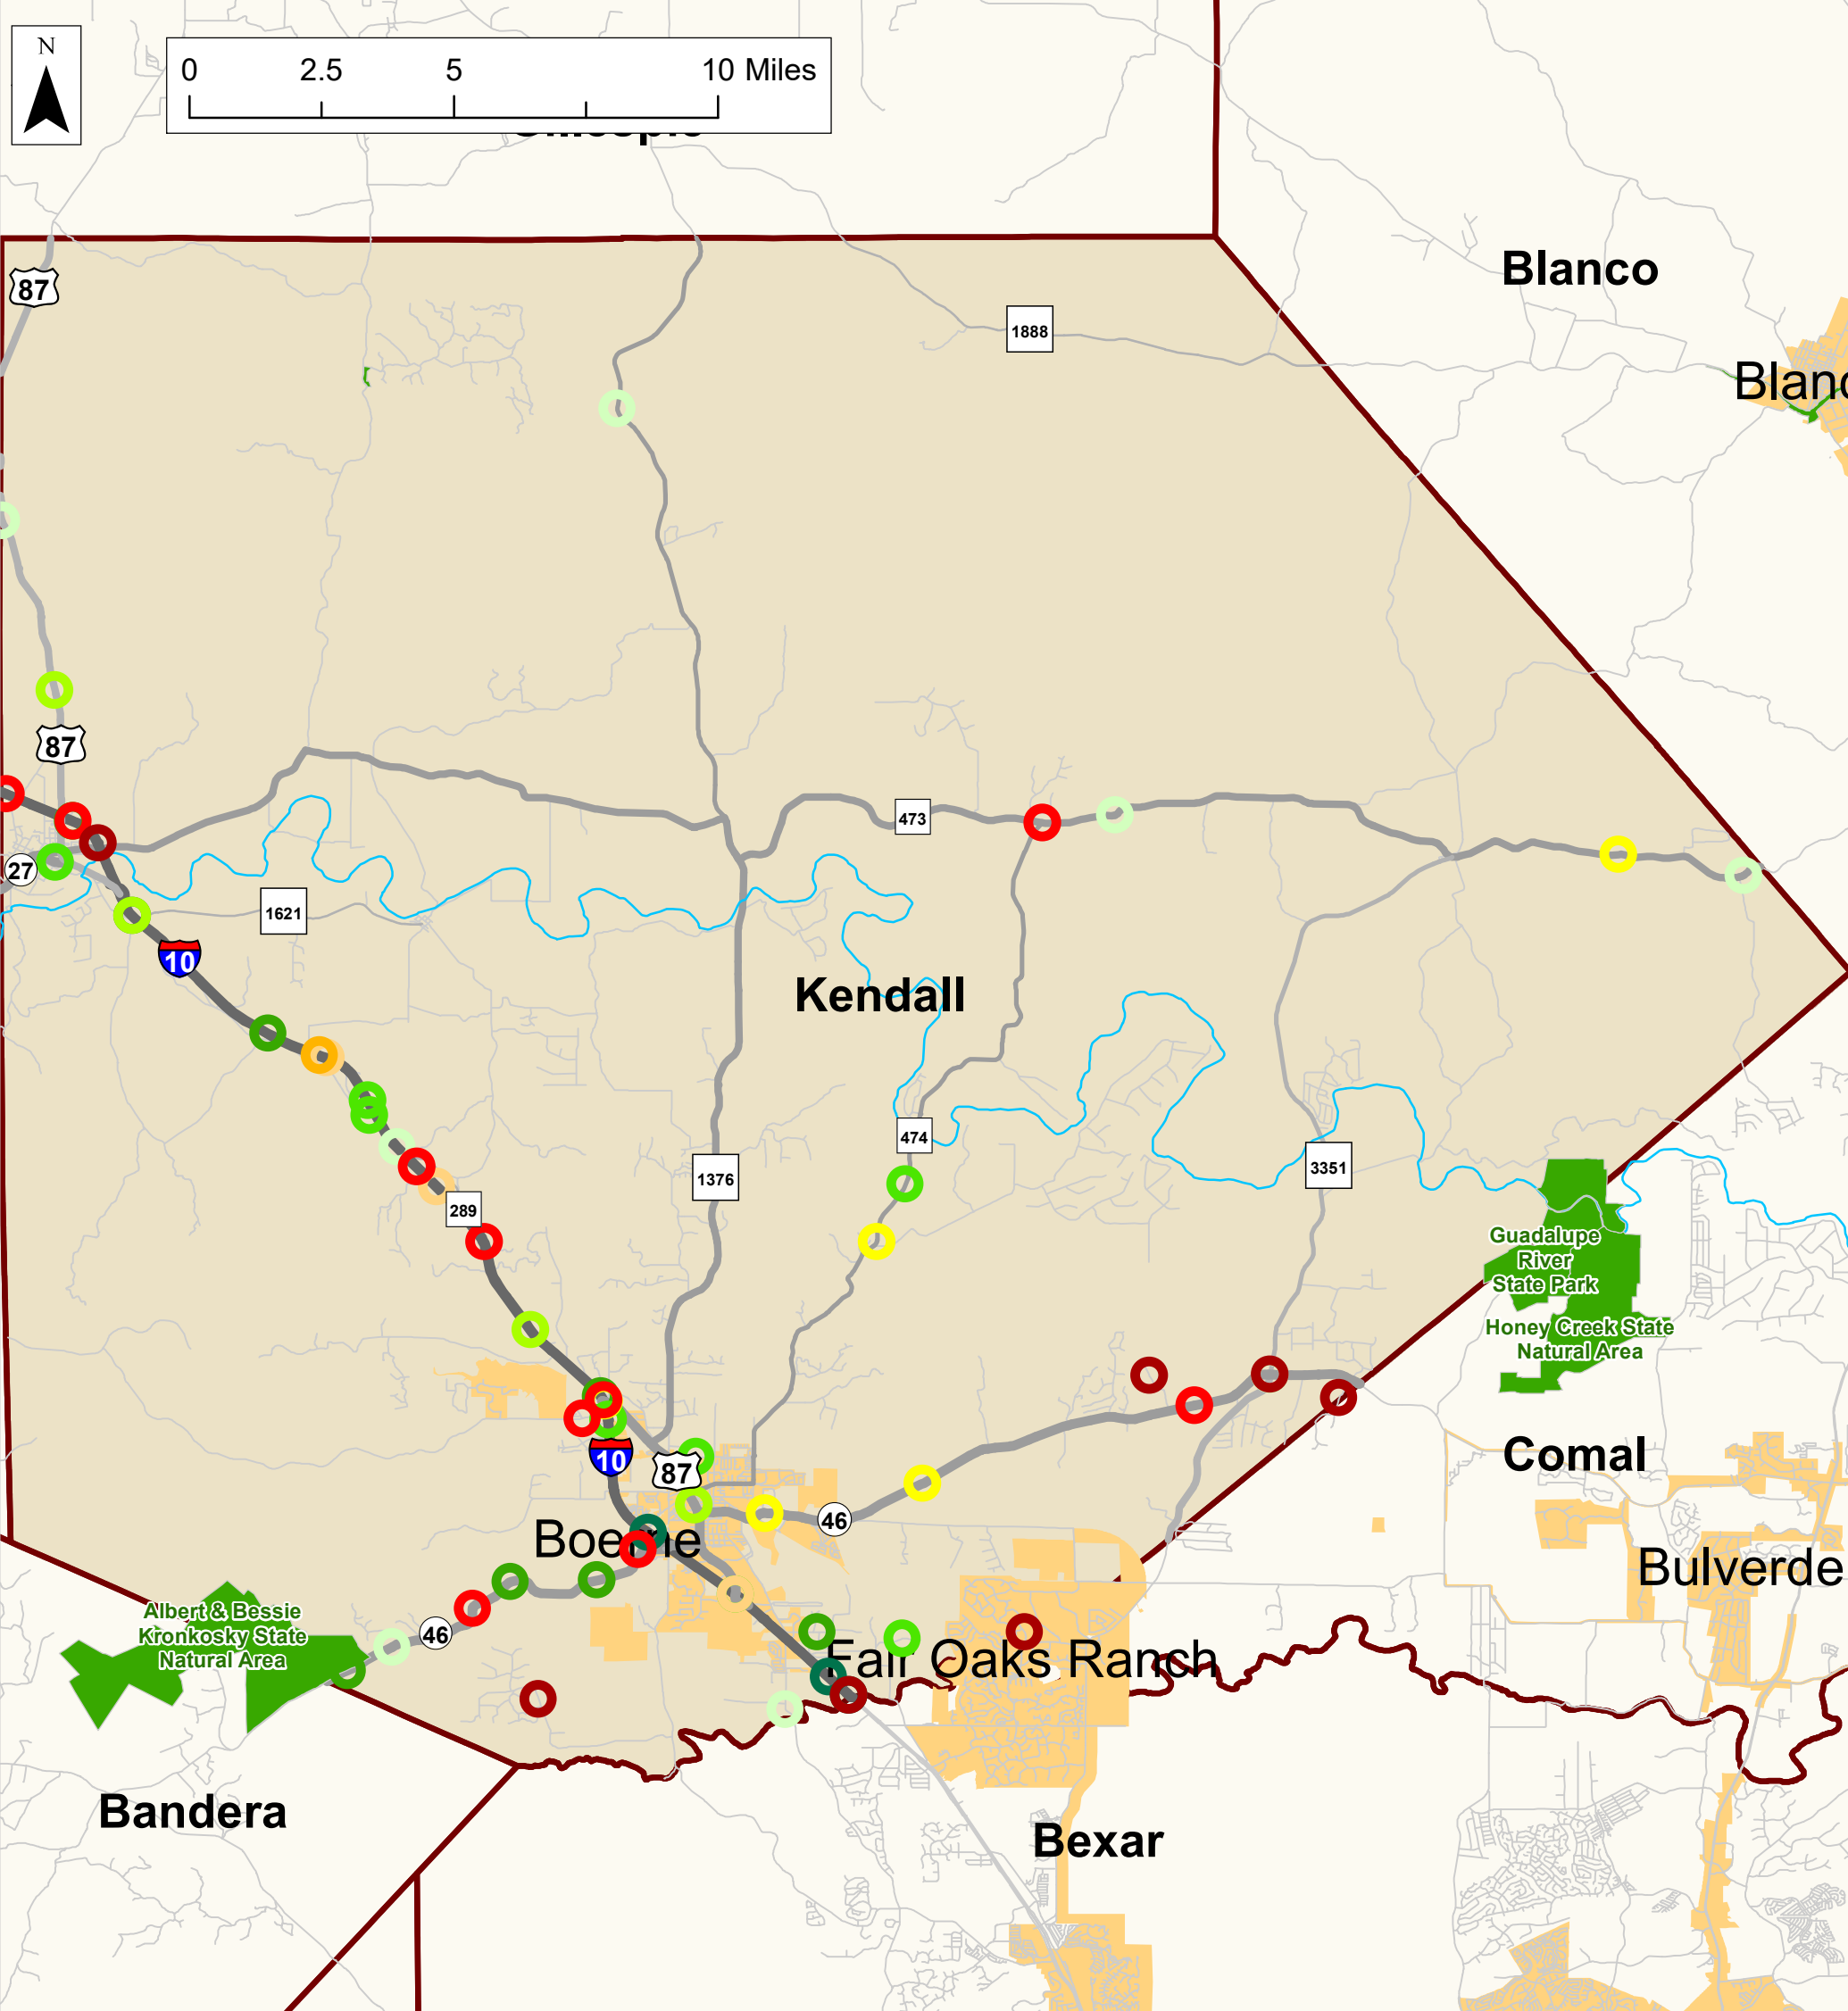 N
0 2.5 5 10 Miles
Blanco
87
1888
87
473
27
1621
10
Kendall
474
1376
3351
289
Guadalupe
River
State Park
Honey Creek State
Natural Area
10
87
Comal
46
Boerne
Bulverde
Albert & Bessie
Kronkosky State
Natural Area
46
Fair Oaks Ranch
Bandera
Bexar